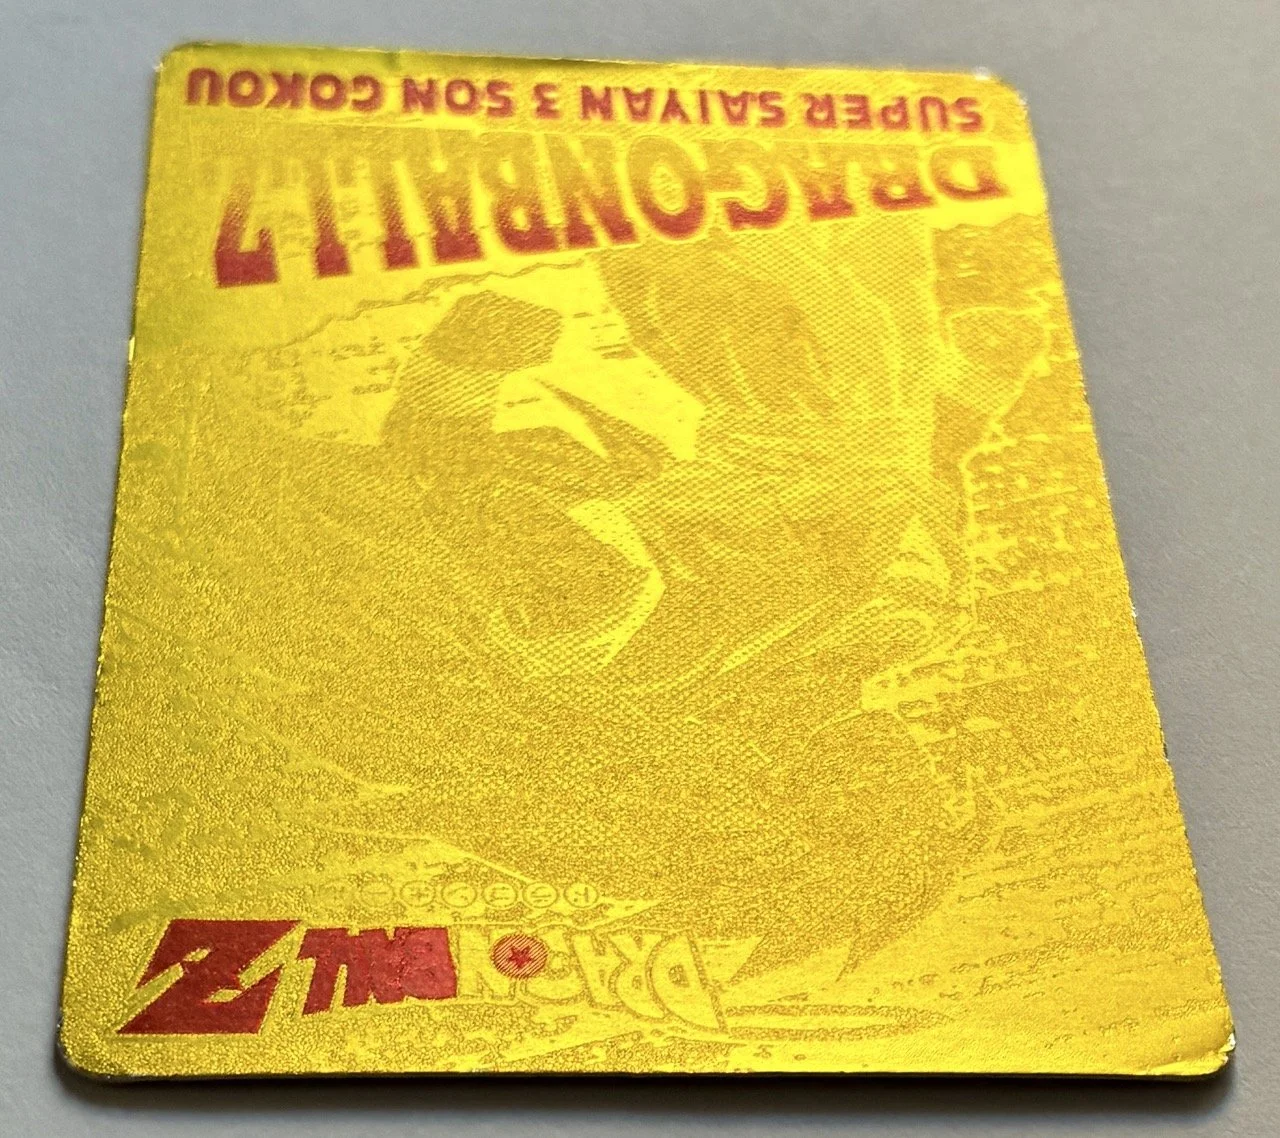 DRAGON BALL Z
DRAGONBALL Z
SUPER SAIYAN 3 SON GOKOU